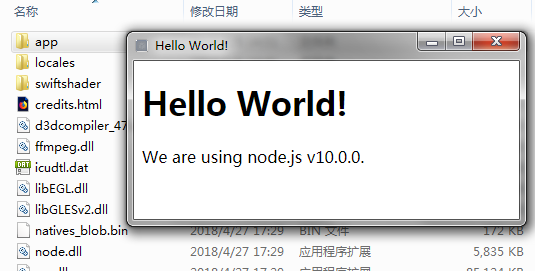 名称 修改日期 类型 大小
app
locales
swiftshader
credits.html
d3dcompiler_47
ffmpeg.dll
icudtl.dat
libEGL.dll
libGLESv2.dll
natives_blob.bin 2018/4/27 17:29 BIN 文件 172 KB
node.dll 2018/4/27 17:29 应用程序扩展 5,835 KB
Hello World!
Hello World!
We are using node.js v10.0.0.